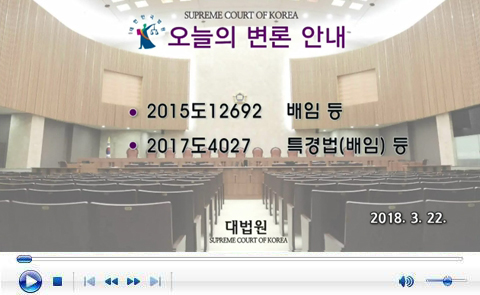 SUPREME COURT OF KOREA
오늘의 변론 안내
• 2015도12692 배임 등
• 2017도4027 특경법(배임) 등
2018. 3. 22.
대법원
SUPREME COURT OF KOREA